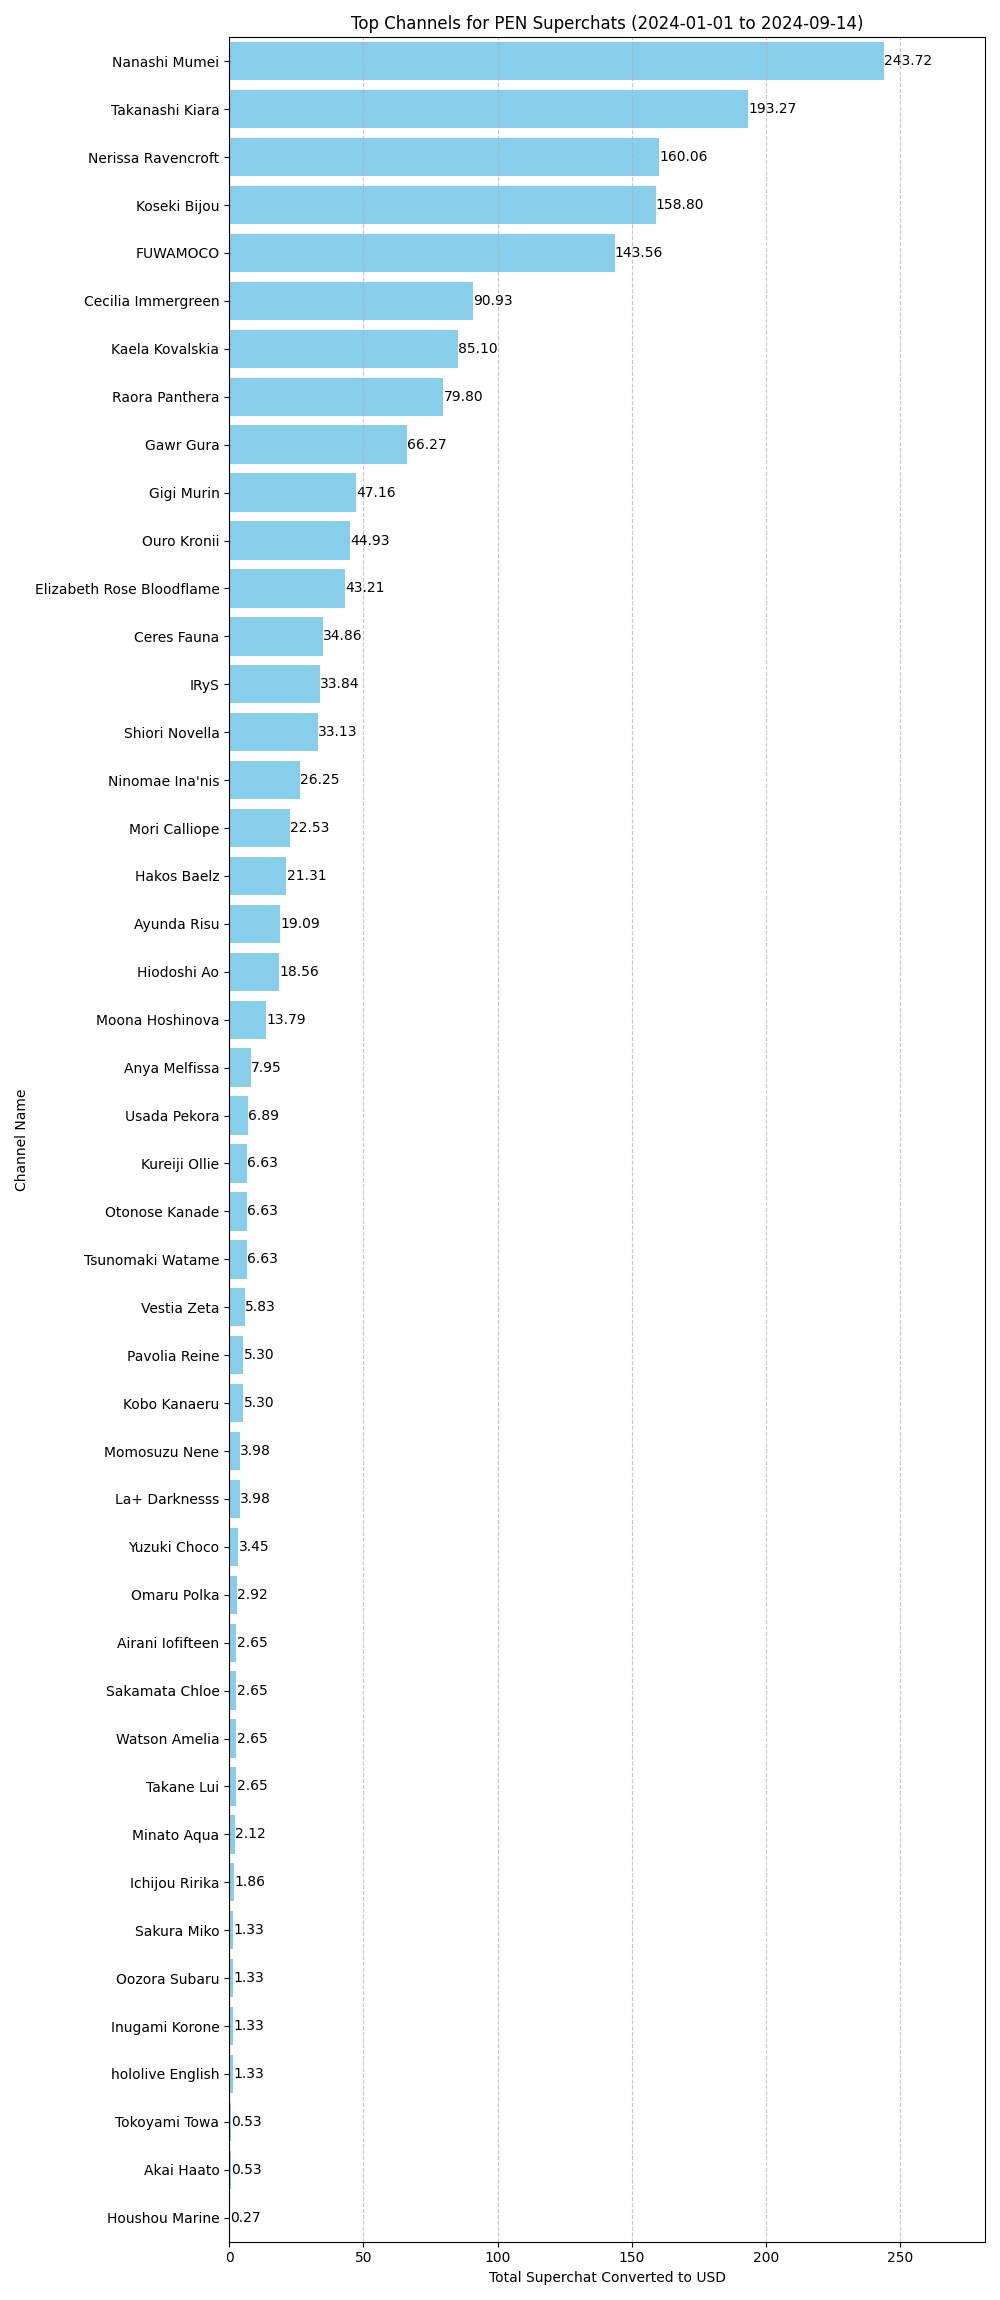 Top Channels for PEN Superchats (2024-01-01 to 2024-09-14)
Nanashi Mumei 243.72
Takanashi Kiara 193.27
Nerissa Ravencroft 160.06
Koseki Bijou 158.80
FUWAMOCO 143.56
Cecilia Immergreen 90.93
Kaela Kovalskia 85.10
Raora Panthera 79.80
Gawr Gura 66.27
Gigi Murin 47.16
Ouro Kronii 44.93
Elizabeth Rose Bloodflame 43.21
Ceres Fauna 34.86
IRyS 33.84
Shiori Novella 33.13
Ninomae Ina'nis 26.25
Mori Calliope 22.53
Hakos Baelz 21.31
Ayunda Risu 19.09
Hiodoshi Ao 18.56
Moona Hoshinova 13.79
Anya Melfissa 7.95
Usada Pekora 6.89
Kureiji Ollie 6.63
Otonose Kanade 6.63
Tsunomaki Watame 6.63
Vestia Zeta 5.83
Pavolia Reine 5.30
Kobo Kanaeru 5.30
Momosuzu Nene 3.98
La+ Darknesss 3.98
Yuzuki Choco 3.45
Omaru Polka 2.92
Airani Iofifteen 2.65
Sakamata Chloe 2.65
Watson Amelia 2.65
Takane Lui 2.65
Minato Aqua 2.12
Ichijou Ririka 1.86
Sakura Miko 1.33
Oozora Subaru 1.33
Inugami Korone 1.33
hololive English 1.33
Tokoyami Towa 0.53
Akai Haato 0.53
Houshou Marine 0.27
Channel Name
0 50 100 150 200 250
Total Superchat Converted to USD